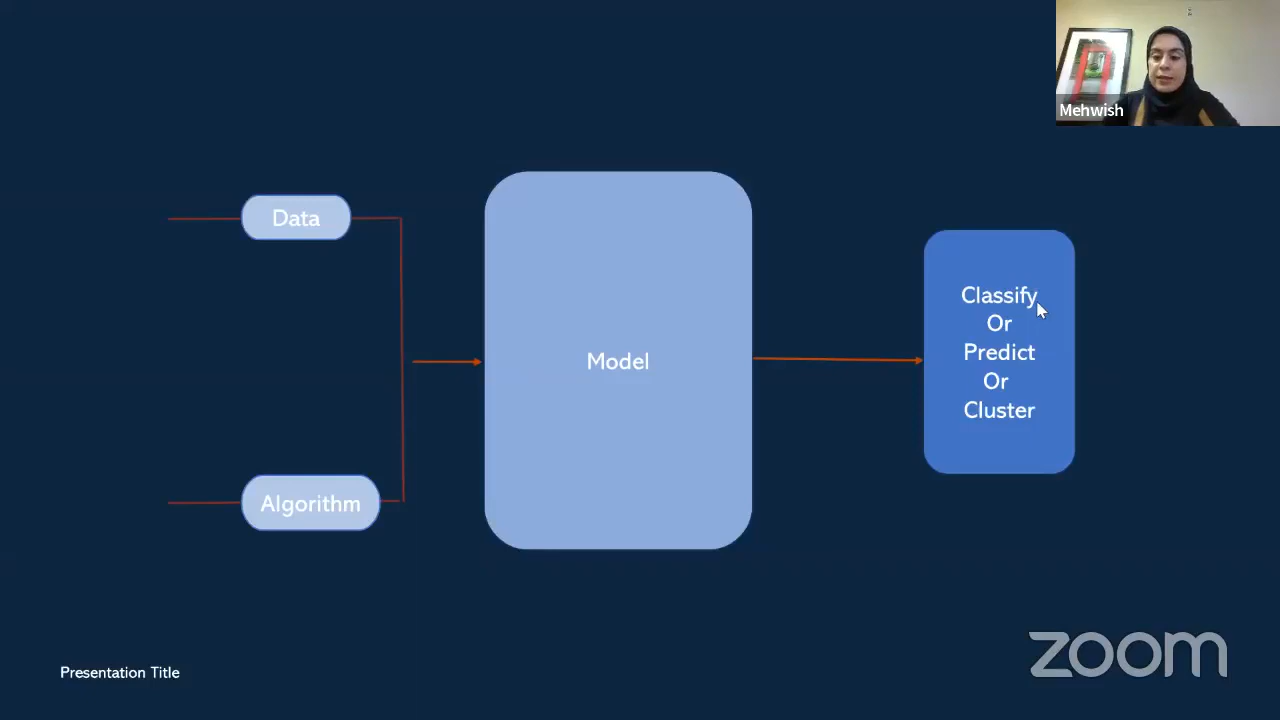 Mehwish
Data
Algorithm
Model
Classify
Or
Predict
Or
Cluster
Presentation Title
zoom